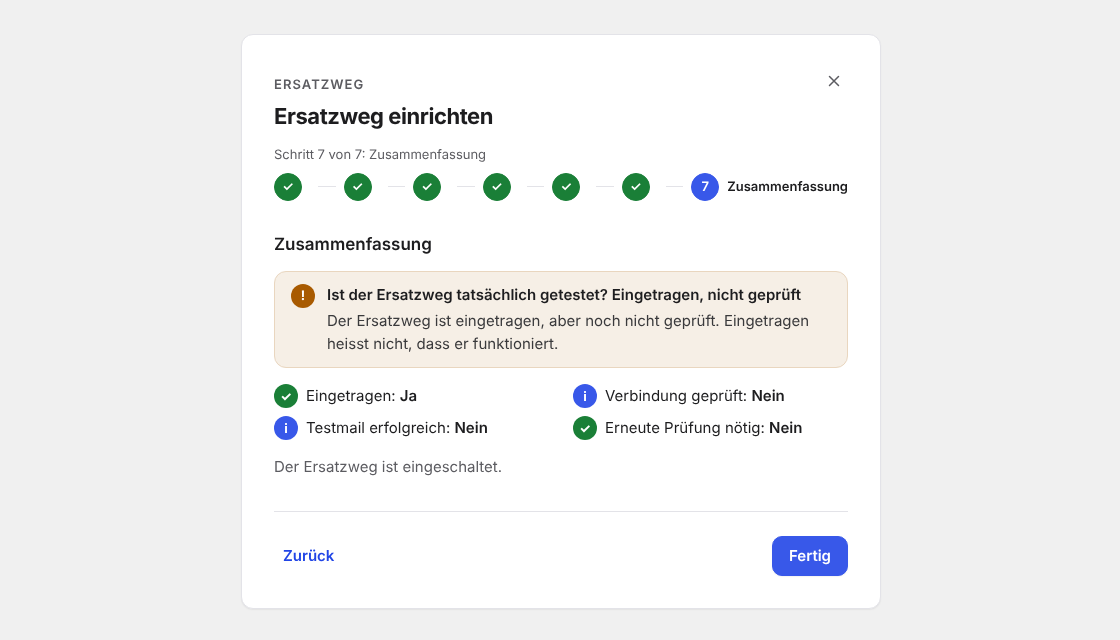 ERSATZWEG
Ersatzweg einrichten
Schritt 7 von 7: Zusammenfassung
7 Zusammenfassung
Zusammenfassung
! Ist der Ersatzweg tatsächlich getestet? Eingetragen, nicht geprüft
Der Ersatzweg ist eingetragen, aber noch nicht geprüft. Eingetragen
heisst nicht, dass er funktioniert.
Eingetragen: Ja
i Verbindung geprüft: Nein
i Testmail erfolgreich: Nein
Erneute Prüfung nötig: Nein
Der Ersatzweg ist eingeschaltet.
Zurück
Fertig